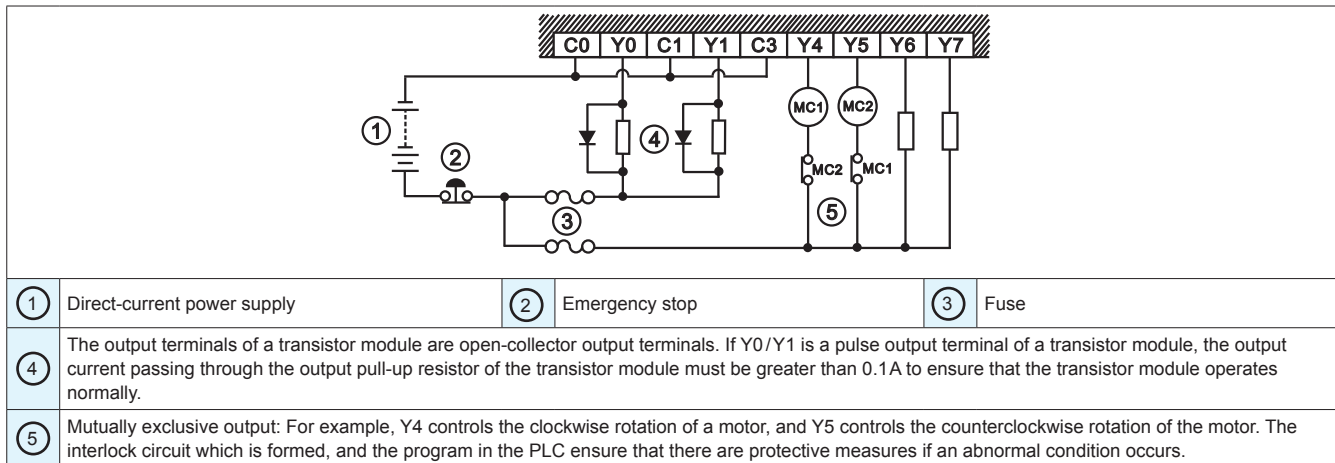 C0 Y0 C1 Y1 C3 Y4 Y5 Y6 Y7
MC1 MC2
① ② ④
MC2 MC1
③ ⑤
① Direct-current power supply ② Emergency stop ③ Fuse
The output terminals of a transistor module are open-collector output terminals. If Y0/Y1 is a pulse output terminal of a transistor module, the output
④ current passing through the output pull-up resistor of the transistor module must be greater than 0.1A to ensure that the transistor module operates
normally.
⑤ Mutually exclusive output: For example, Y4 controls the clockwise rotation of a motor, and Y5 controls the counterclockwise rotation of the motor. The
interlock circuit which is formed, and the program in the PLC ensure that there are protective measures if an abnormal condition occurs.